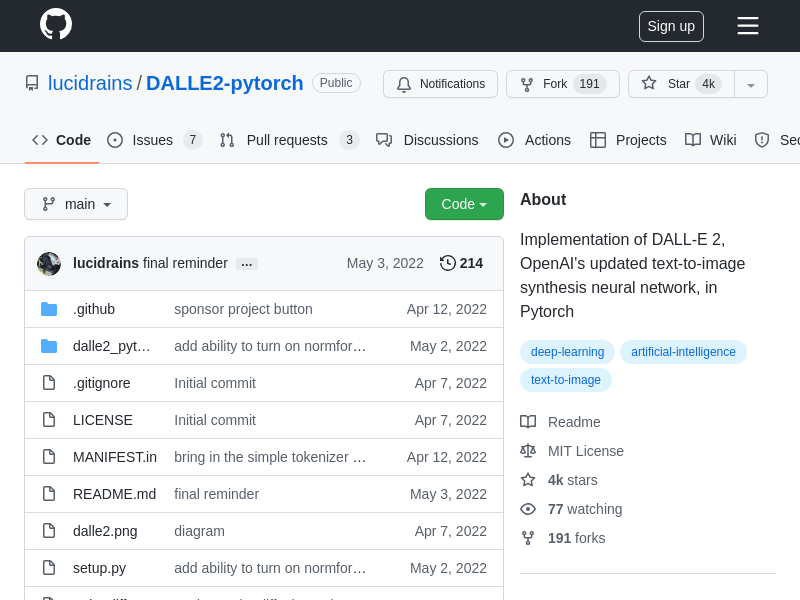 Sign up
lucidrains / DALLE2-pytorch Public
Notifications Fork 191 Star 4k
Code Issues 7 Pull requests 3 Discussions Actions Projects Wiki Sec
main Code
About
Implementation of DALL-E 2,
OpenAI's updated text-to-image
synthesis neural network, in
Pytorch
deep-learning artificial-intelligence
text-to-image
Readme
MIT License
4k stars
77 watching
191 forks
lucidrains final reminder ... May 3, 2022 214
.github sponsor project button Apr 12, 2022
dalle2_pyt… add ability to turn on normfor… May 2, 2022
.gitignore Initial commit Apr 7, 2022
LICENSE Initial commit Apr 7, 2022
MANIFEST.in bring in the simple tokenizer … Apr 12, 2022
README.md final reminder May 3, 2022
dalle2.png diagram Apr 7, 2022
setup.py add ability to turn on normfor… May 2, 2022